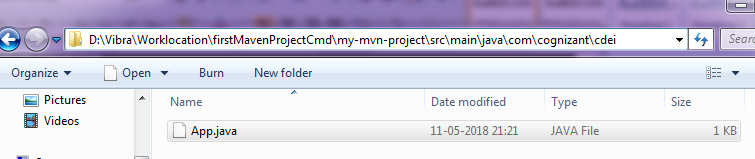 D:\Vibra\Worklocation\firstMavenProjectCmd\my-mvn-project\src\main\java\com\cognizant\cdei
Organize Open Burn New folder
Pictures
Videos
Name Date modified Type Size
App.java 11-05-2018 21:21 JAVA File 1 KB